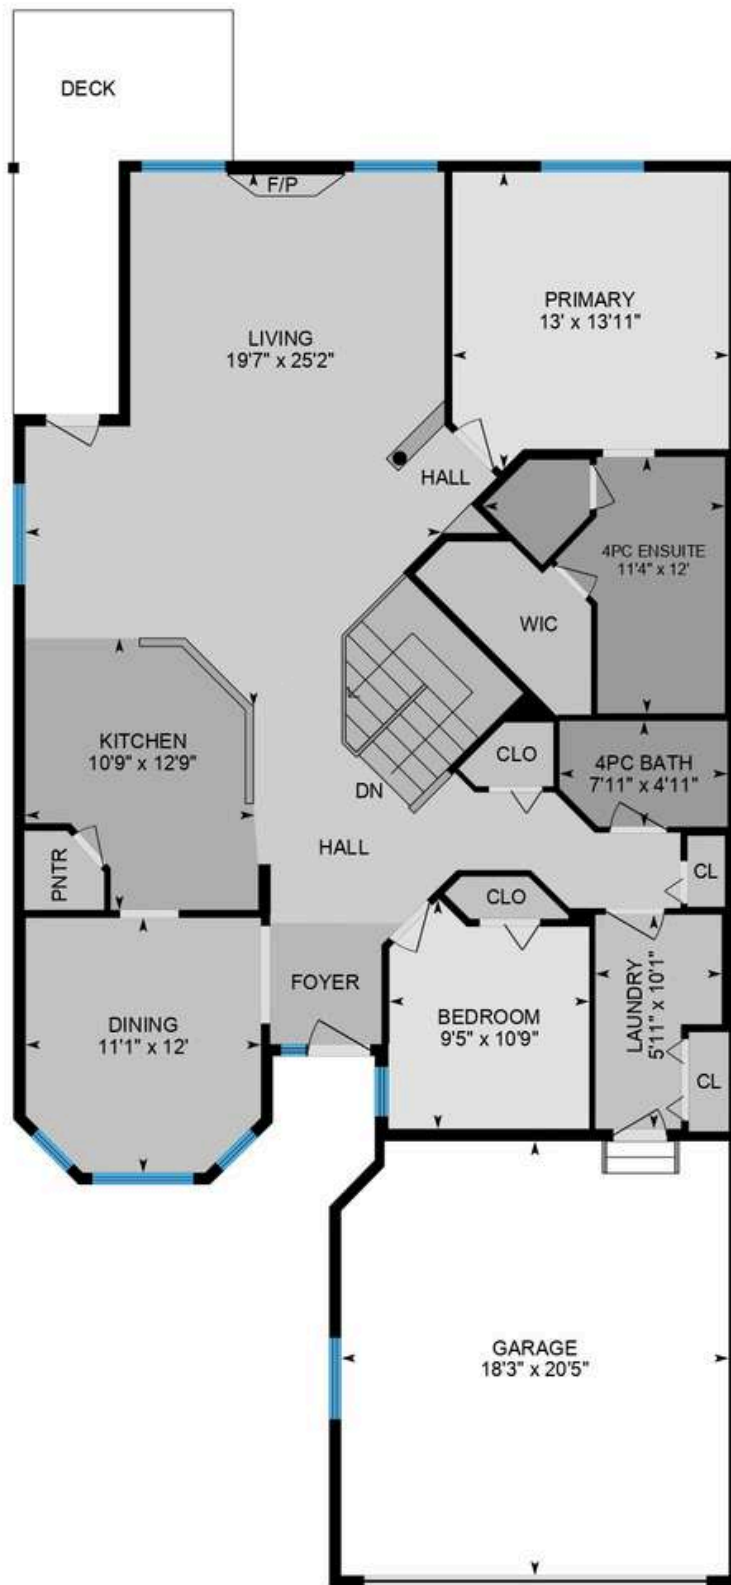 DECK
F/P
LIVING
19'7" x 25'2"
PRIMARY
13' x 13'11"
HALL
4PC ENSUITE
11'4" x 12'
WIC
KITCHEN
10'9" x 12'9"
CLO
4PC BATH
7'11" x 4'11"
DN
HALL
PNTR
CL
CLO
FOYER
DINING
11'1" x 12'
BEDROOM
9'5" x 10'9"
LAUNDRY
5'11" x 10'1"
CL
GARAGE
18'3" x 20'5"